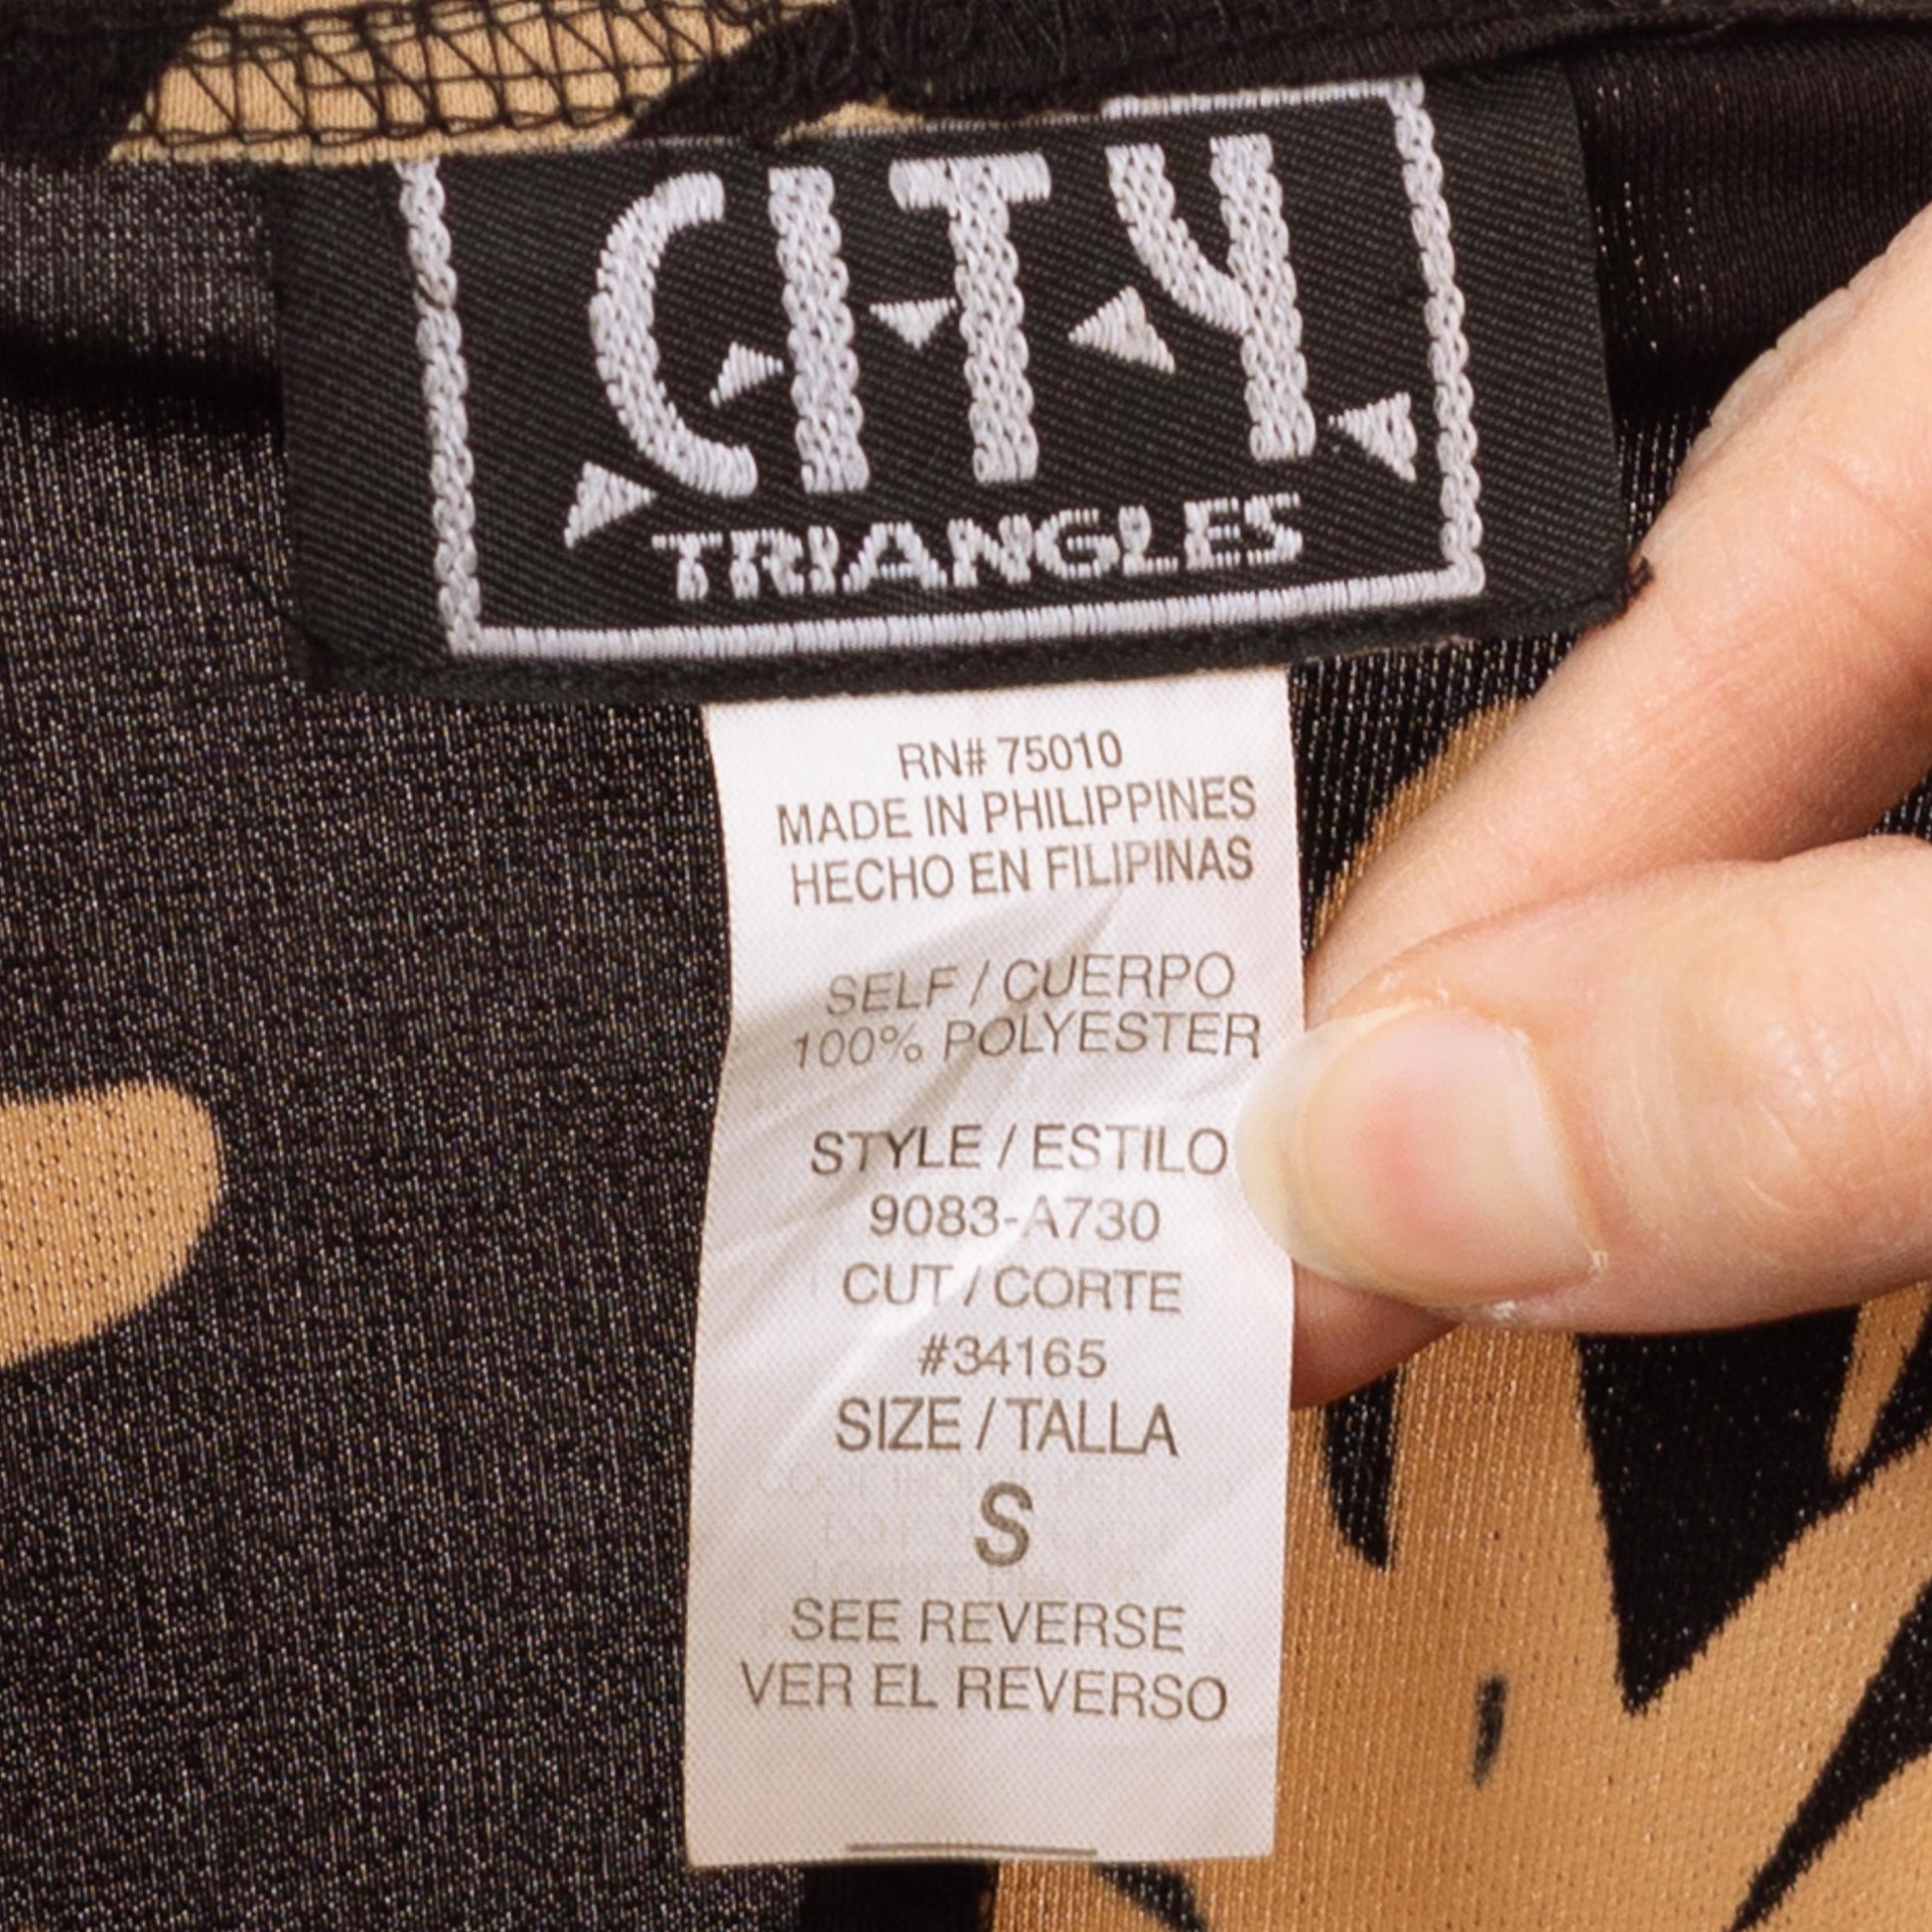 CITY
TRIANGLES
RN# 75010
MADE IN PHILIPPINES
HECHO EN FILIPINAS
SELF / CUERPO
100% POLYESTER
STYLE / ESTILO
9083-A730
CUT / CORTE
#34165
SIZE / TALLA
S
SEE REVERSE
VER EL REVERSO